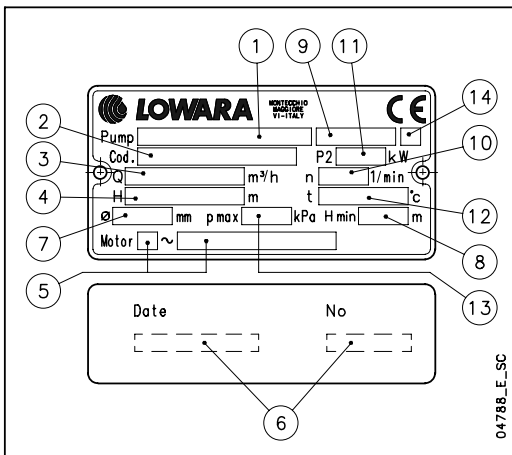 1 9 11
LOWARA MONTECCHIO MAGGIORE VI-ITALY CE 14
2 Pump 10
3 Cod. P2 kW
Q m³/h n 1/min
4 H m t °c 12
7 Ø mm p max kPa H min m 8
5 Motor ~ 13
Date No
6
04788_E_SC